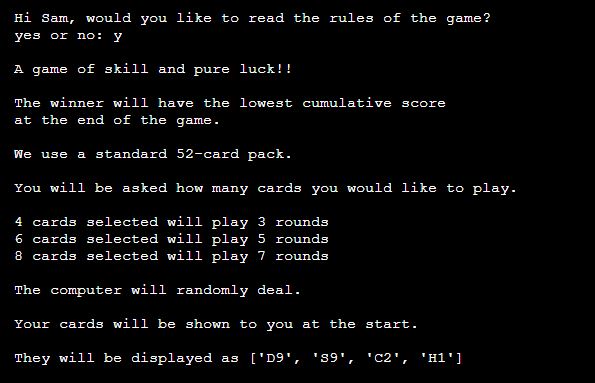 Hi Sam, would you like to read the rules of the game?
yes or no: y
A game of skill and pure luck!!
The winner will have the lowest cumulative score
at the end of the game.
We use a standard 52-card pack.
You will be asked how many cards you would like to play.
4 cards selected will play 3 rounds
6 cards selected will play 5 rounds
8 cards selected will play 7 rounds
The computer will randomly deal.
Your cards will be shown to you at the start.
They will be displayed as ['D9', 'S9', 'C2', 'H1']